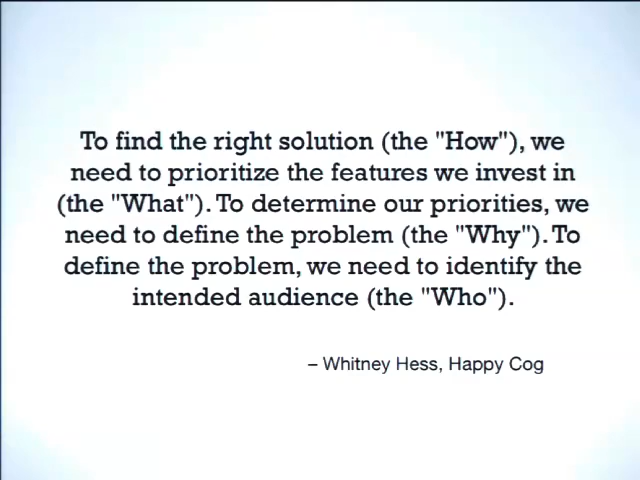 To find the right solution (the "How"), we
need to prioritize the features we invest in
(the "What"). To determine our priorities, we
need to define the problem (the "Why"). To
define the problem, we need to identify the
intended audience (the "Who").
– Whitney Hess, Happy Cog